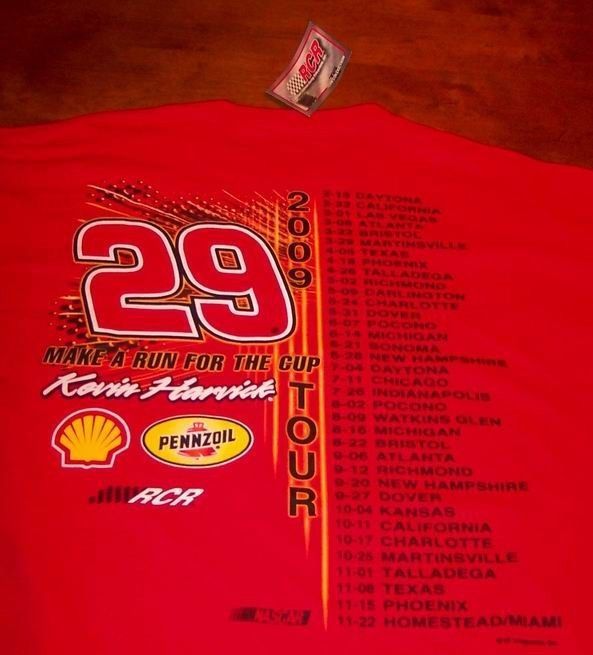 RCR
2009
TOUR
29
MAKE A RUN FOR THE CUP
Kevin Harvick
PENNZOIL
RCR
NASCAR
2-15 DAYTONA
2-22 CALIFORNIA
3-01 LAS VEGAS
3-08 ATLANTA
3-22 BRISTOL
3-29 MARTINSVILLE
4-05 TEXAS
4-18 PHOENIX
4-26 TALLADEGA
5-02 RICHMOND
5-09 DARLINGTON
5-24 CHARLOTTE
5-31 DOVER
6-07 POCONO
6-14 MICHIGAN
6-21 SONOMA
6-28 NEW HAMPSHIRE
7-04 DAYTONA
7-11 CHICAGO
7-26 INDIANAPOLIS
8-02 POCONO
8-09 WATKINS GLEN
8-16 MICHIGAN
8-22 BRISTOL
9-06 ATLANTA
9-12 RICHMOND
9-20 NEW HAMPSHIRE
9-27 DOVER
10-04 KANSAS
10-11 CALIFORNIA
10-17 CHARLOTTE
10-25 MARTINSVILLE
11-01 TALLADEGA
11-08 TEXAS
11-15 PHOENIX
11-22 HOMESTEAD/MIAMI